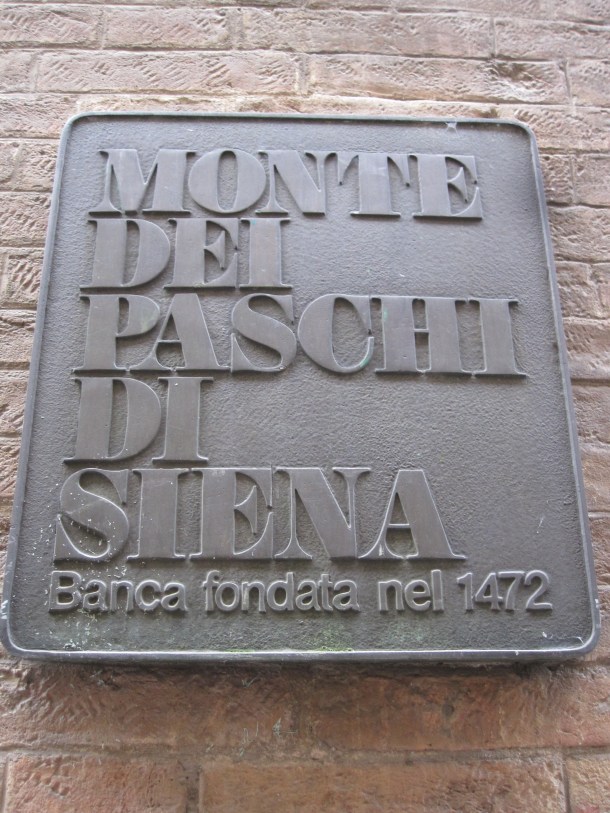 MONTE
DEI
PASCHI
DI
SIENA
Banca fondata nel 1472